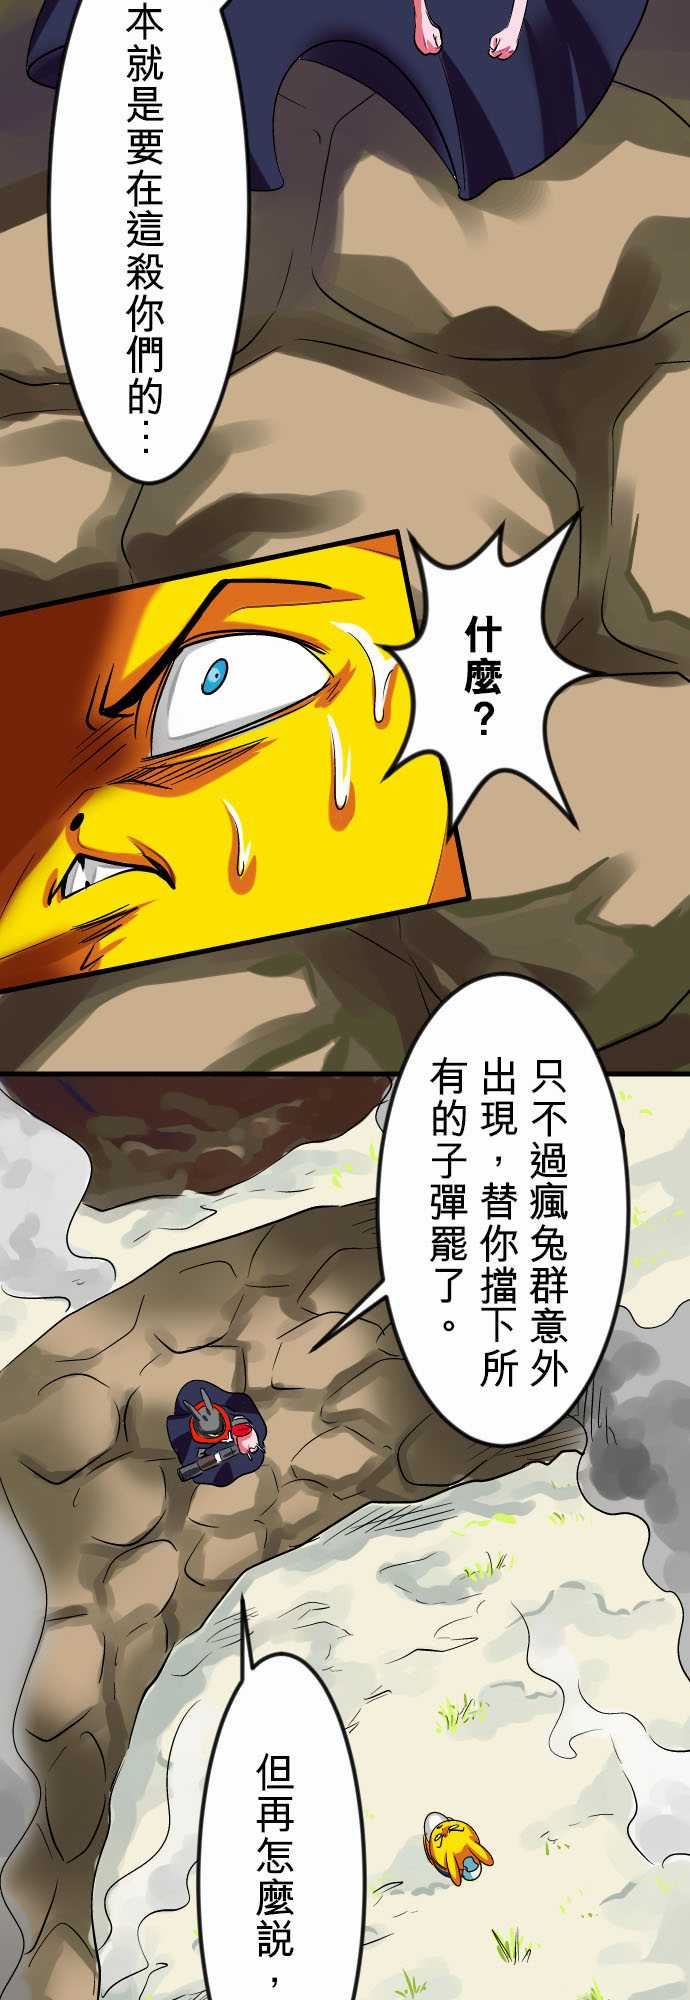 本就是要在這殺你們的…
什麼？
只不過瘋兔群意外
出現，替你擋下所
有的子彈罷了。
但再怎麼說，